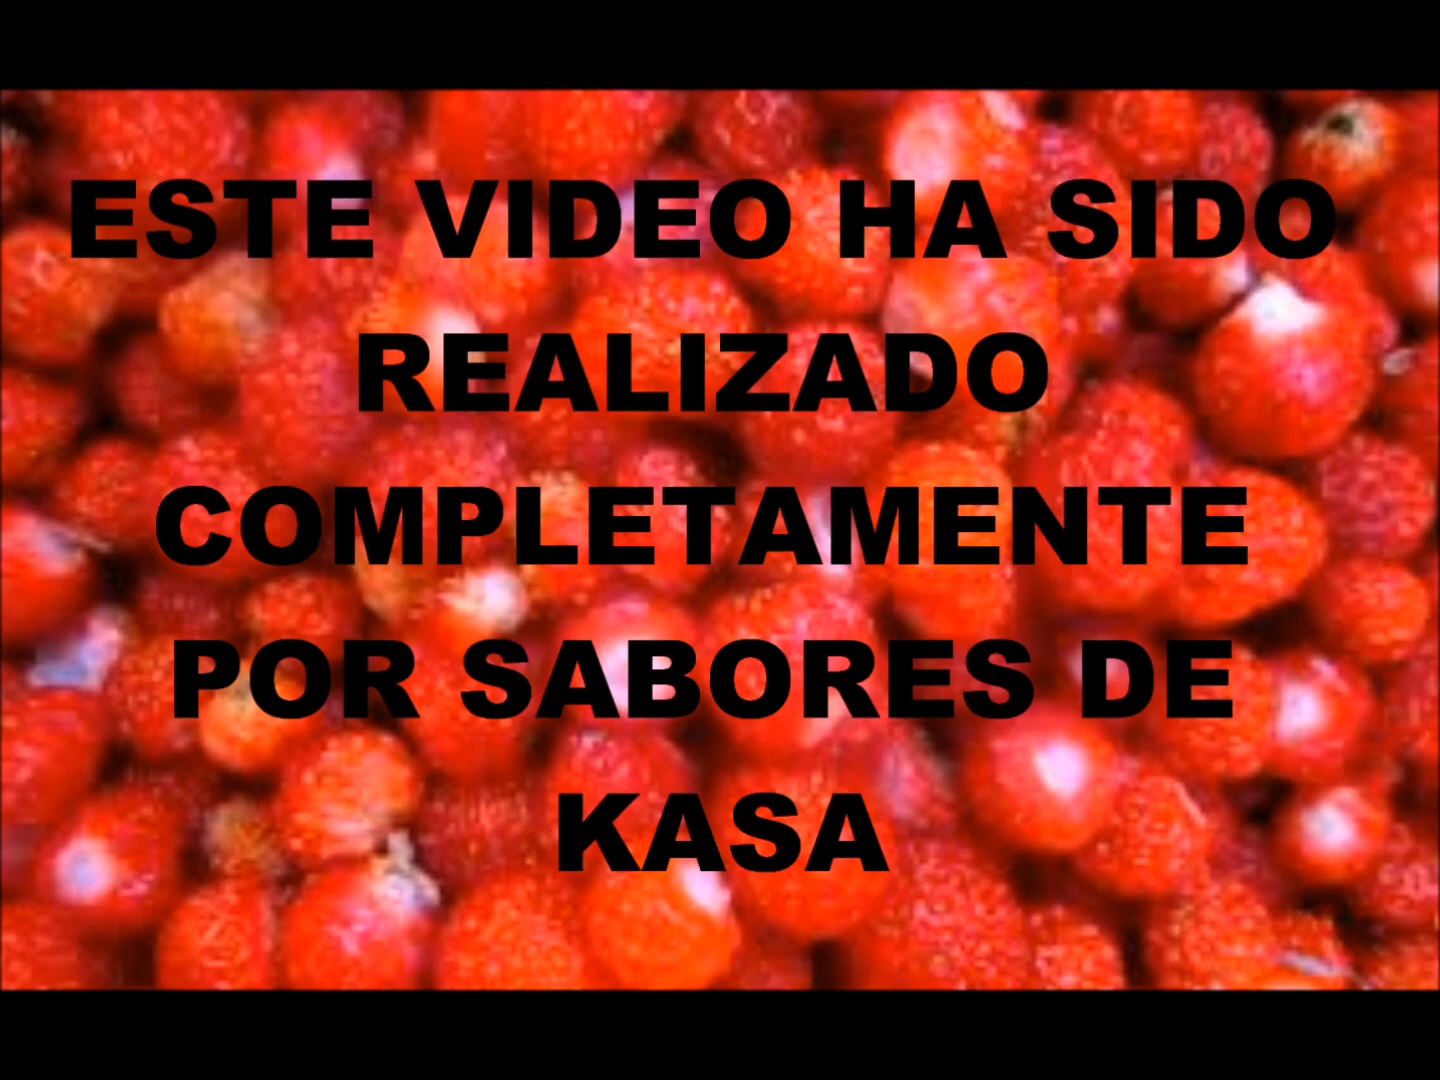 ESTE VIDEO HA SIDO
REALIZADO
COMPLETAMENTE
POR SABORES DE
KASA